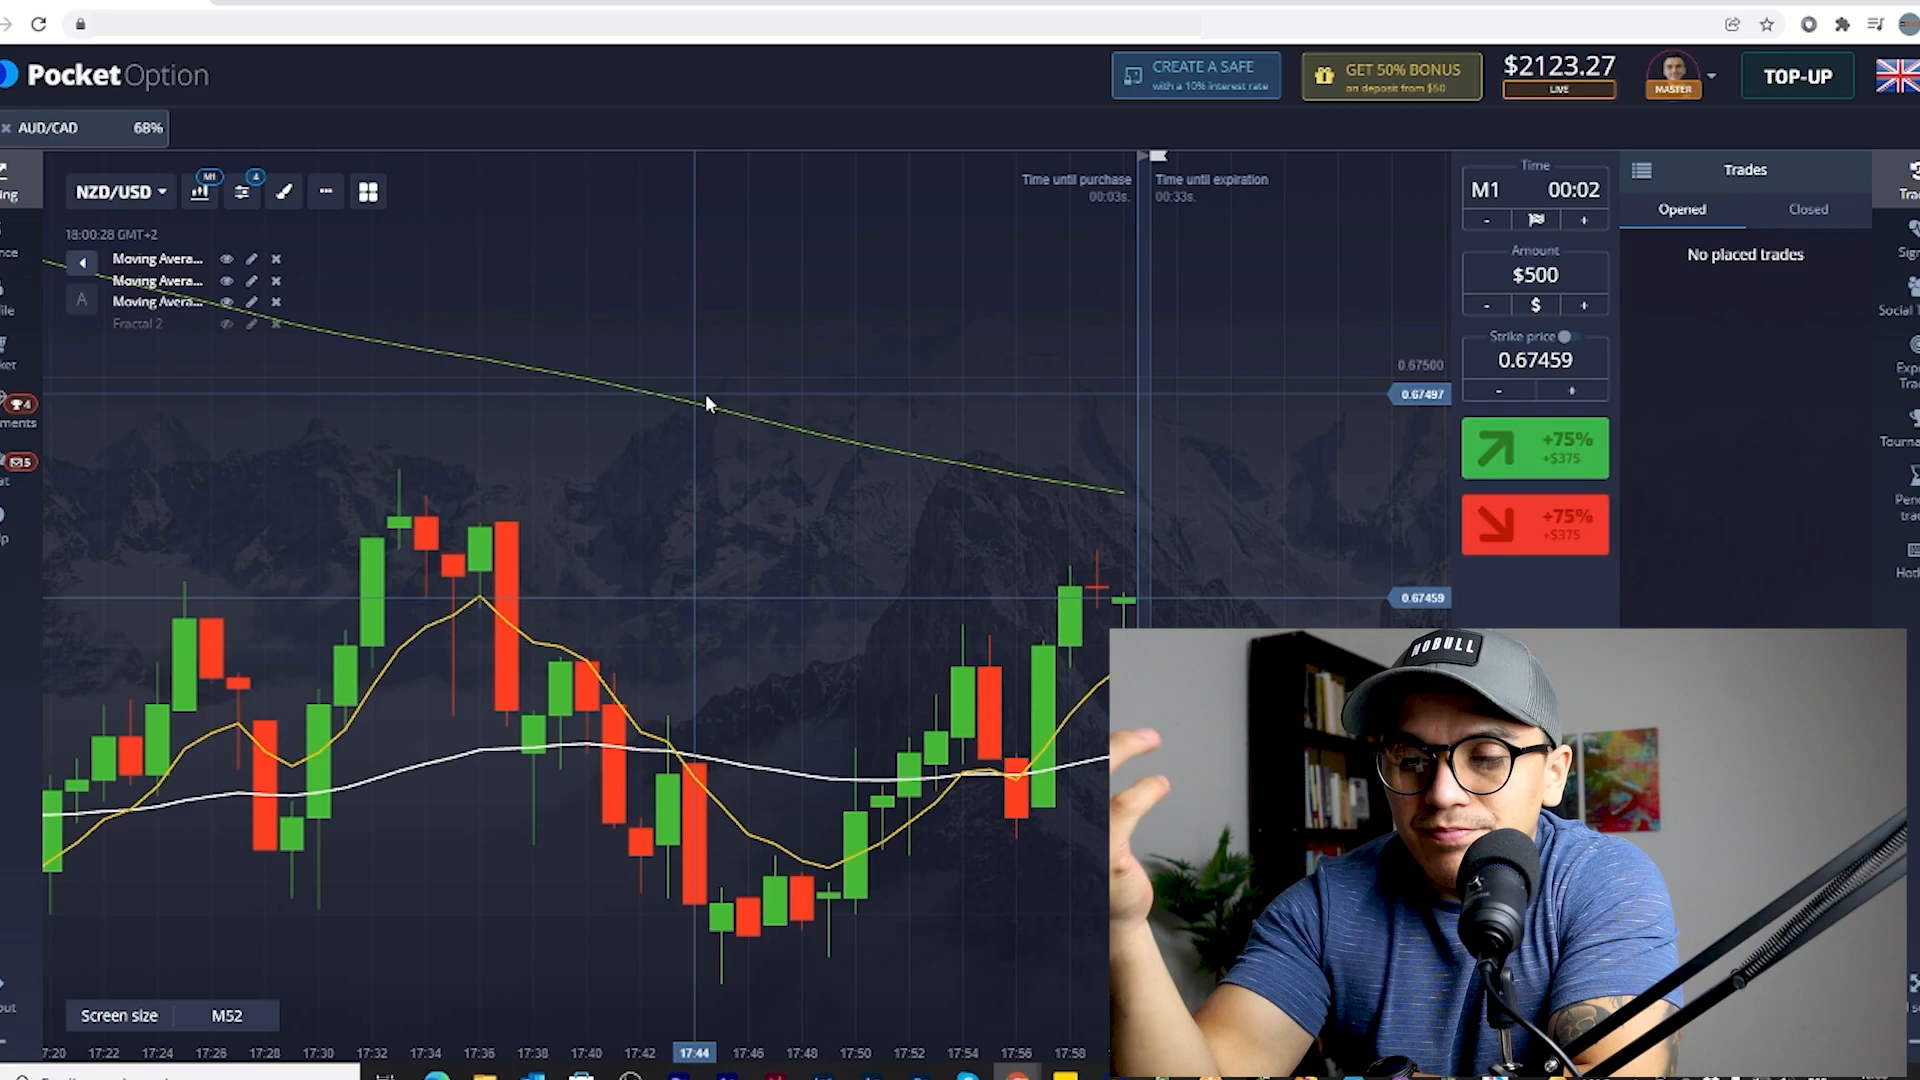 PocketOption
CREATE A SAFE
with a 10% interest rate
GET 50% BONUS
on deposit from $50
$2123.27
LIVE
MASTER
TOP-UP
AUD/CAD 68%
NZD/USD
M1
4
18:00:28 GMT+2
Moving Avera...
Moving Avera...
Moving Avera...
Fractal 2
A
Time until purchase
00:03s.
Time until expiration
00:33s.
0.67500
0.67497
0.67459
Time
M1 00:02
- +
Amount
$500
- $ +
Strike price
0.67459
- +
+75%
+$375
+75%
+$375
Trades
Opened Closed
No placed trades
4
5
Social
NOBULL
Screen size M52
7:20 17:22 17:24 17:26 17:28 17:30 17:32 17:34 17:36 17:38 17:40 17:42 17:44 17:46 17:48 17:50 17:52 17:54 17:56 17:58